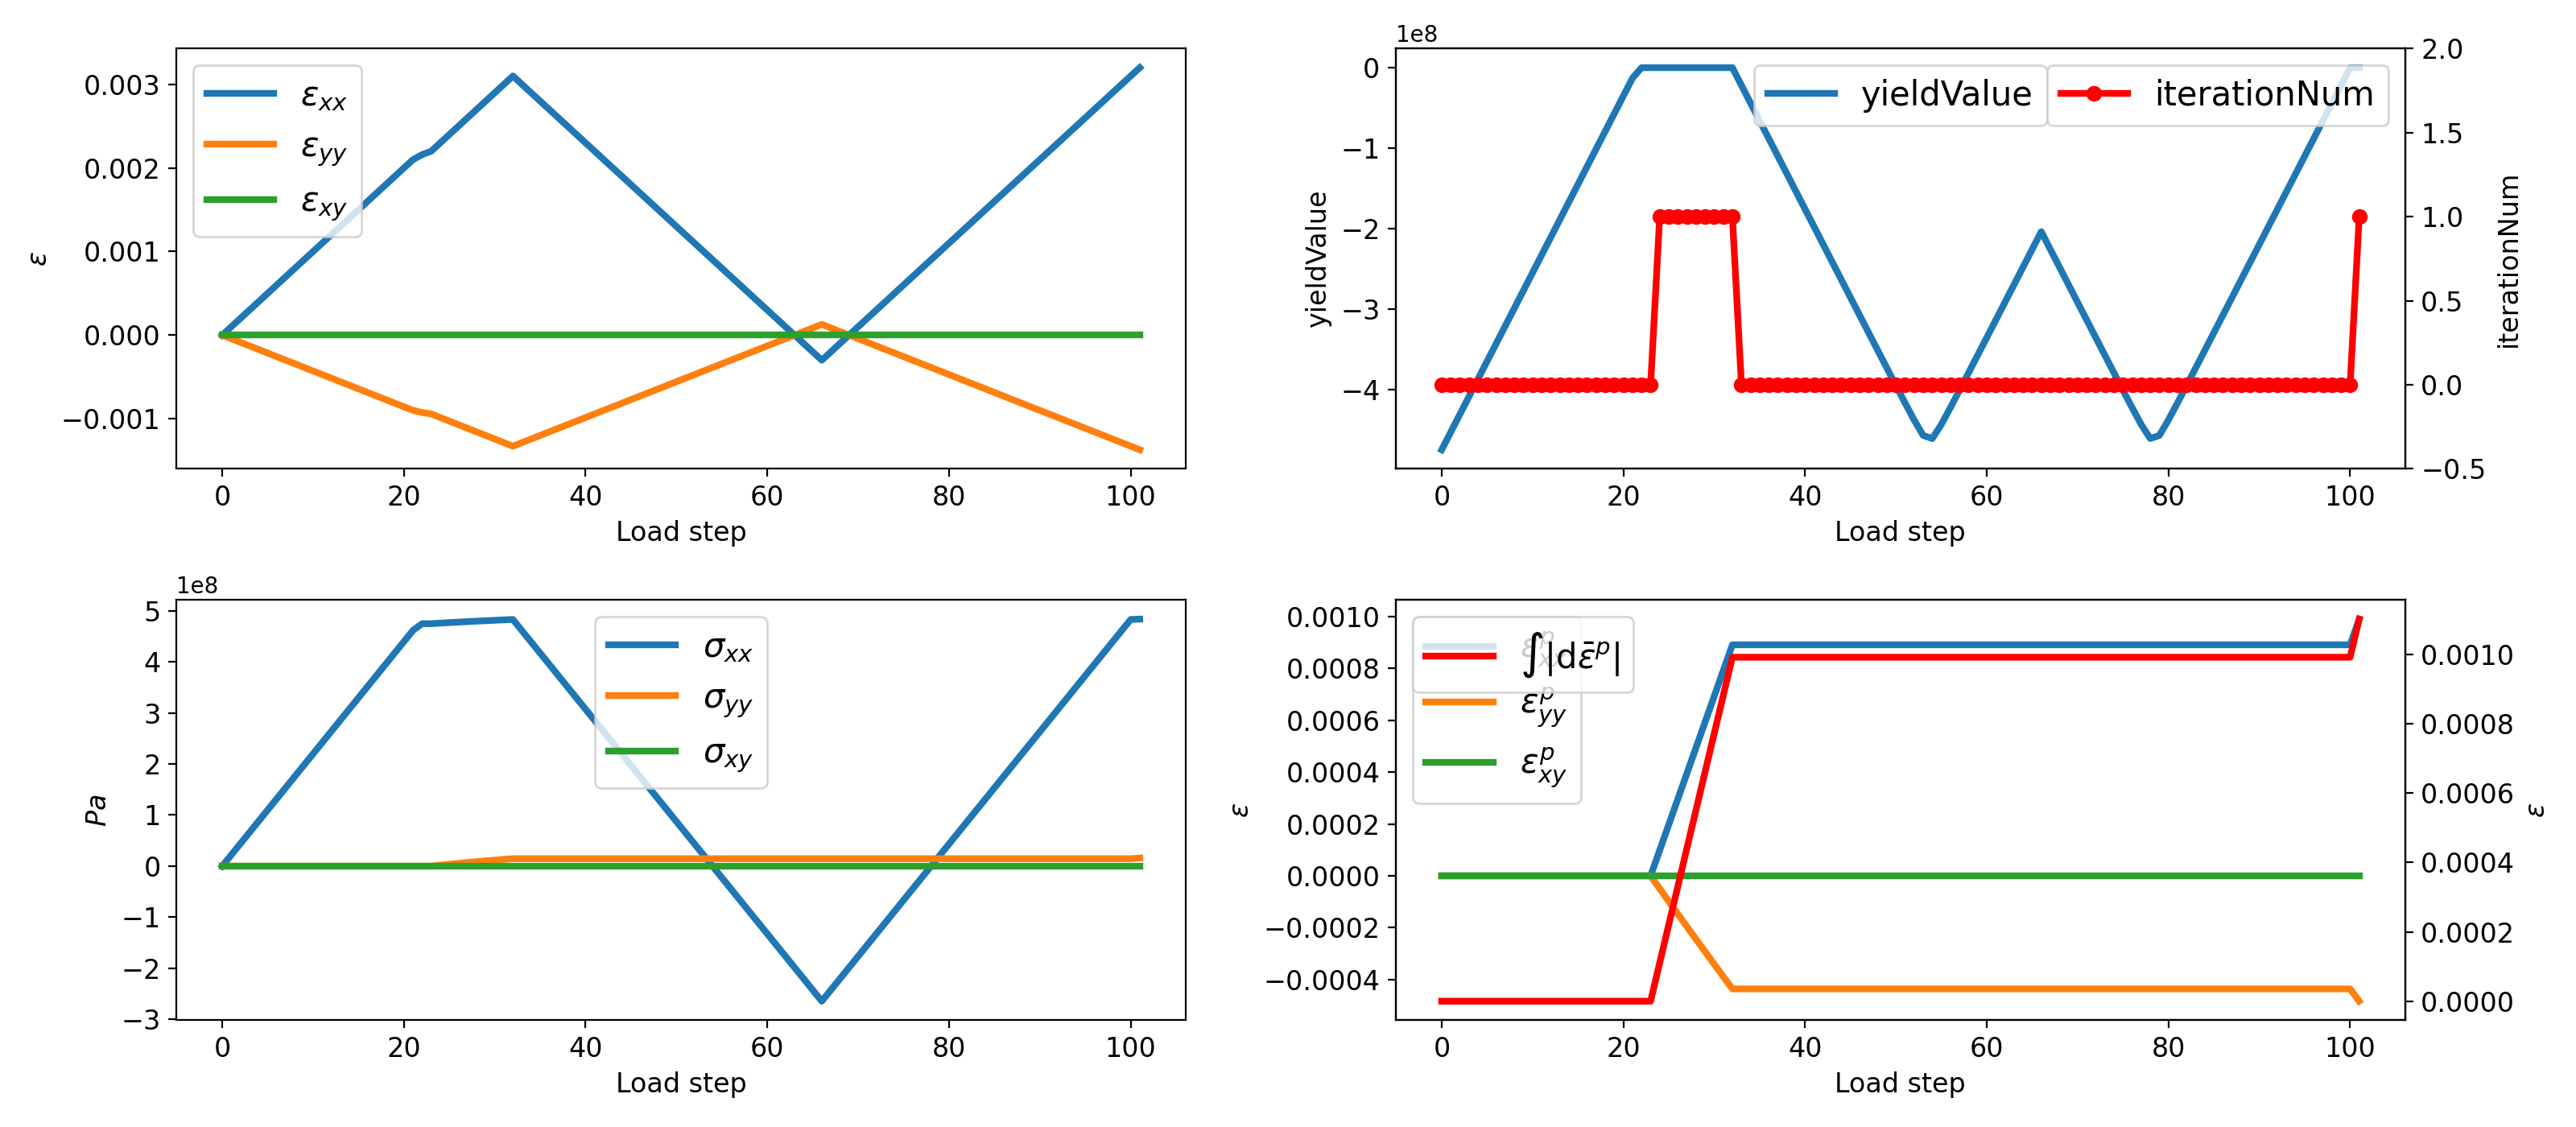 0.003
0.002
0.001
0.000
−0.001
ε
ε_xx
ε_yy
ε_xy
0 20 40 60 80 100
Load step
1e8
0
−1
−2
−3
−4
yieldValue
yieldValue
iterationNum
2.0
1.5
1.0
0.5
0.0
−0.5
iterationNum
0 20 40 60 80 100
Load step
1e8
5
4
3
2
1
0
−1
−2
−3
Pa
σ_xx
σ_yy
σ_xy
0 20 40 60 80 100
Load step
0.0010
0.0008
0.0006
0.0004
0.0002
0.0000
−0.0002
−0.0004
ε
ε^p_xx
∫|dε̄^p|
ε^p_yy
ε^p_xy
0.0010
0.0008
0.0006
0.0004
0.0002
0.0000
ε
0 20 40 60 80 100
Load step